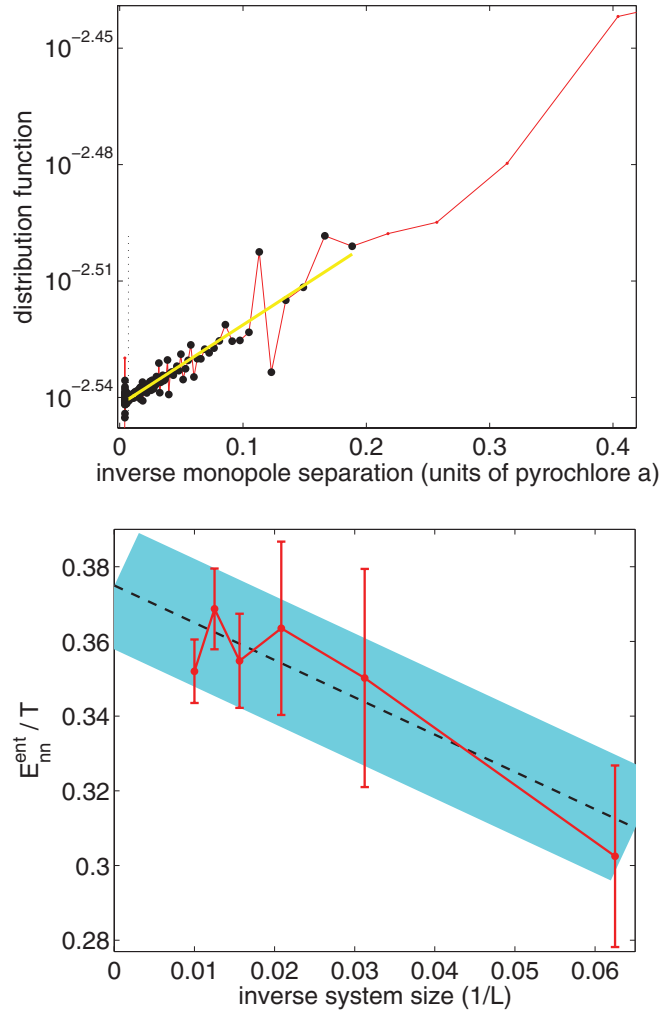 10^-2.45
10^-2.48
10^-2.51
10^-2.54
distribution function
0 0.1 0.2 0.3 0.4
inverse monopole separation (units of pyrochlore a)
0.38
0.36
0.34
0.32
0.3
0.28
E_nn^ent / T
0 0.01 0.02 0.03 0.04 0.05 0.06
inverse system size (1/L)